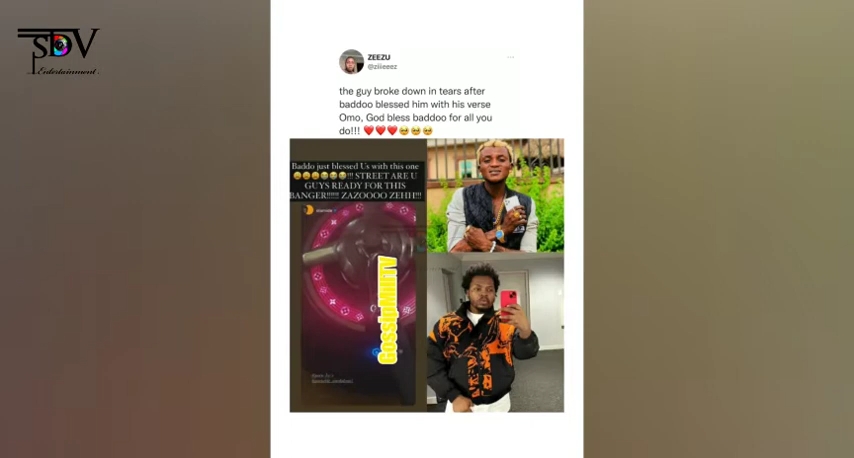 SDV
Entertainment
ZEEZU
@ziiieeez
the guy broke down in tears after
baddoo blessed him with his verse
Omo, God bless baddoo for all you
do!!! ❤️❤️❤️🥹🥹🥹
Baddo just blessed Us with this one
😩😩😩😭😭😭!!! STREET ARE U
GUYS READY FOR THIS
BANGER!!!!!! ZAZOOOO ZEHH!!!
GossipMillTV